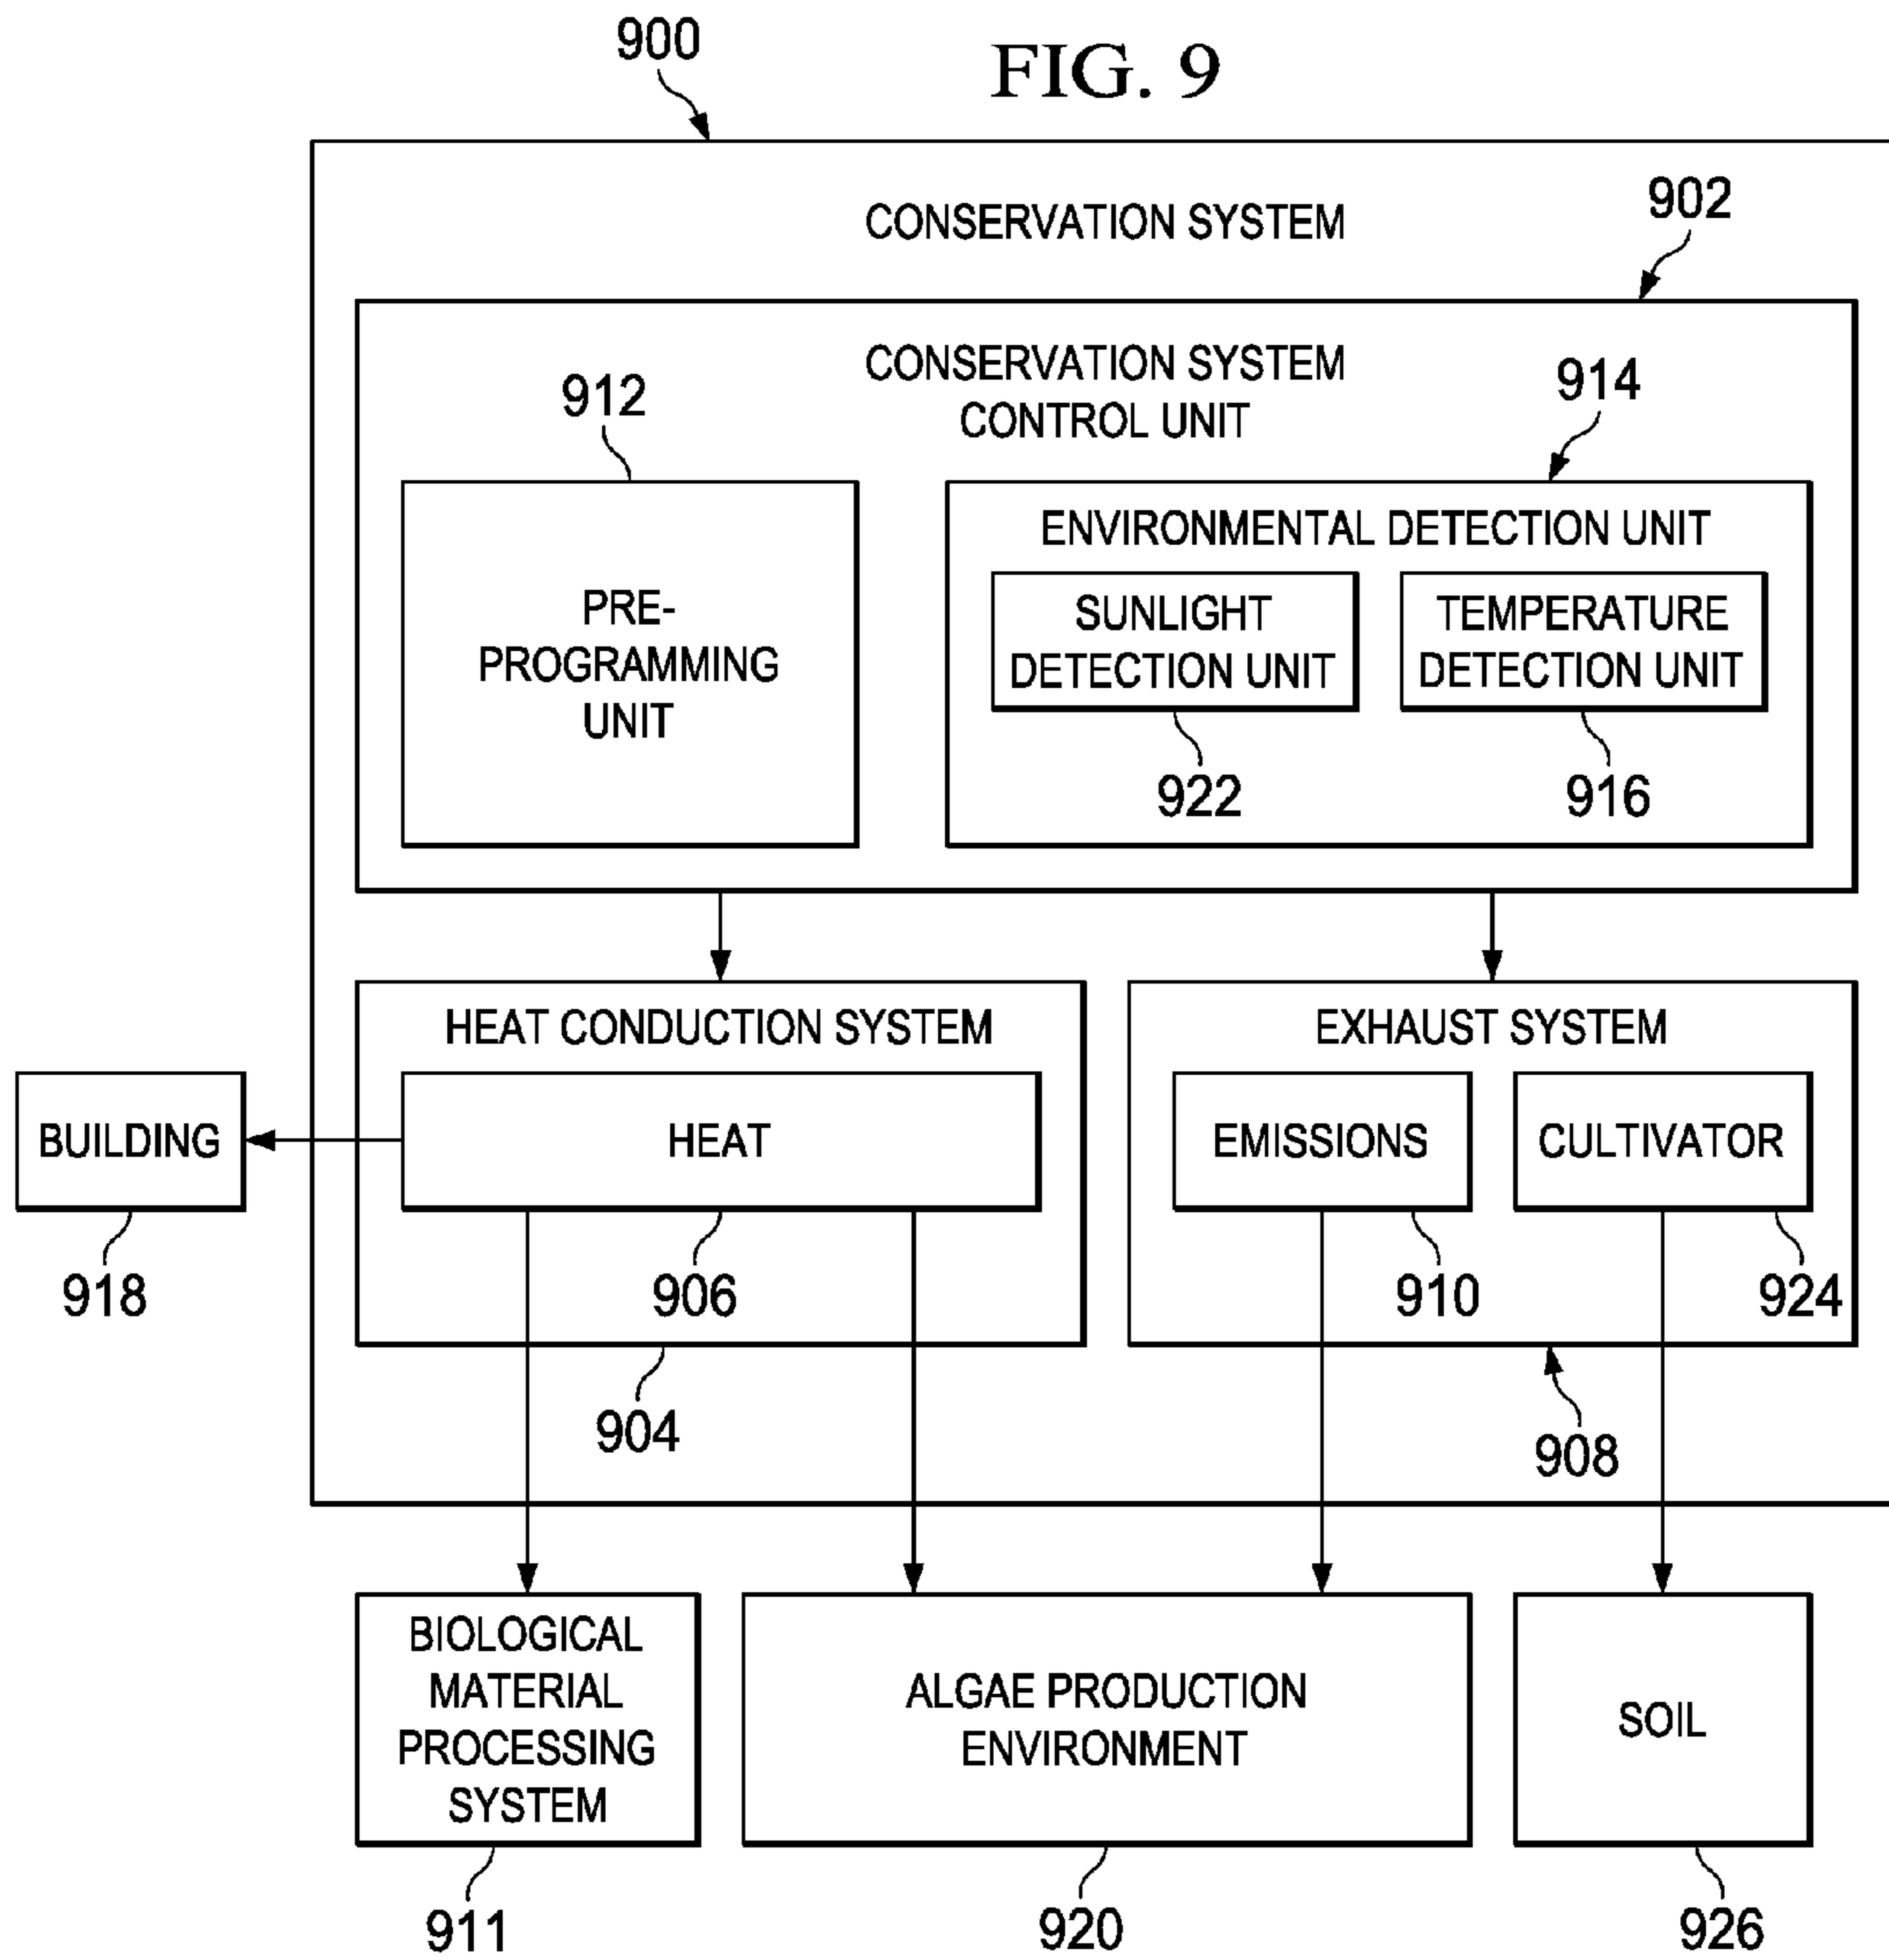 900
FIG. 9
CONSERVATION SYSTEM
902
CONSERVATION SYSTEM
CONTROL UNIT
912
914
PRE-
PROGRAMMING
UNIT
ENVIRONMENTAL DETECTION UNIT
SUNLIGHT
DETECTION UNIT
TEMPERATURE
DETECTION UNIT
922
916
HEAT CONDUCTION SYSTEM
EXHAUST SYSTEM
BUILDING
HEAT
EMISSIONS
CULTIVATOR
918
906
910
924
904
908
BIOLOGICAL
MATERIAL
PROCESSING
SYSTEM
ALGAE PRODUCTION
ENVIRONMENT
SOIL
911
920
926